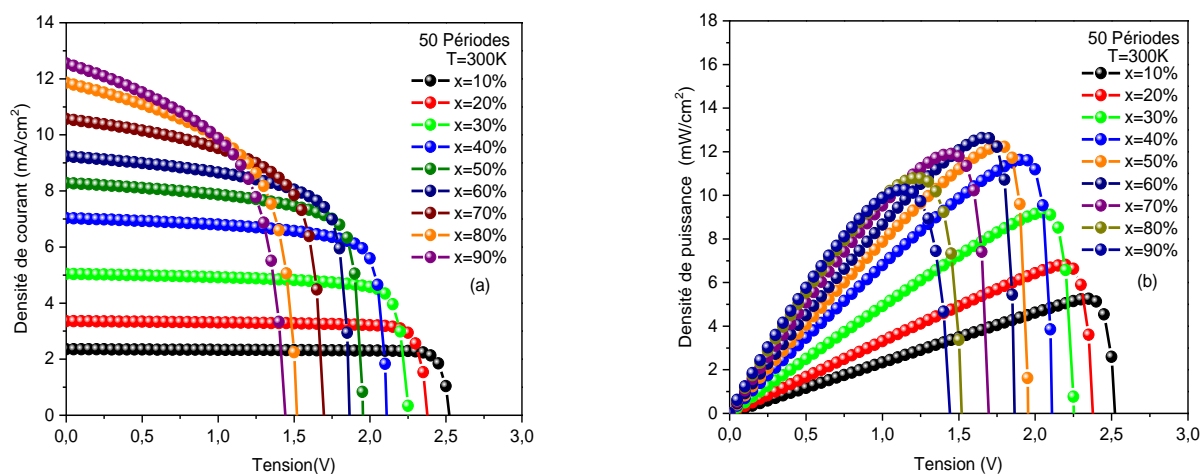 14
12
10
8
6
4
2
0
0,0 0,5 1,0 1,5 2,0 2,5 3,0
Densité de courant (mA/cm²)
Tension(V)
50 Périodes
T=300K
x=10%
x=20%
x=30%
x=40%
x=50%
x=60%
x=70%
x=80%
x=90%
(a)
18
16
14
12
10
8
6
4
2
0
0,0 0,5 1,0 1,5 2,0 2,5 3,0
Densité de puissance (mW/cm²)
Tension (V)
50 Périodes
T=300K
x=10%
x=20%
x=30%
x=40%
x=50%
x=60%
x=70%
x=80%
x=90%
(b)